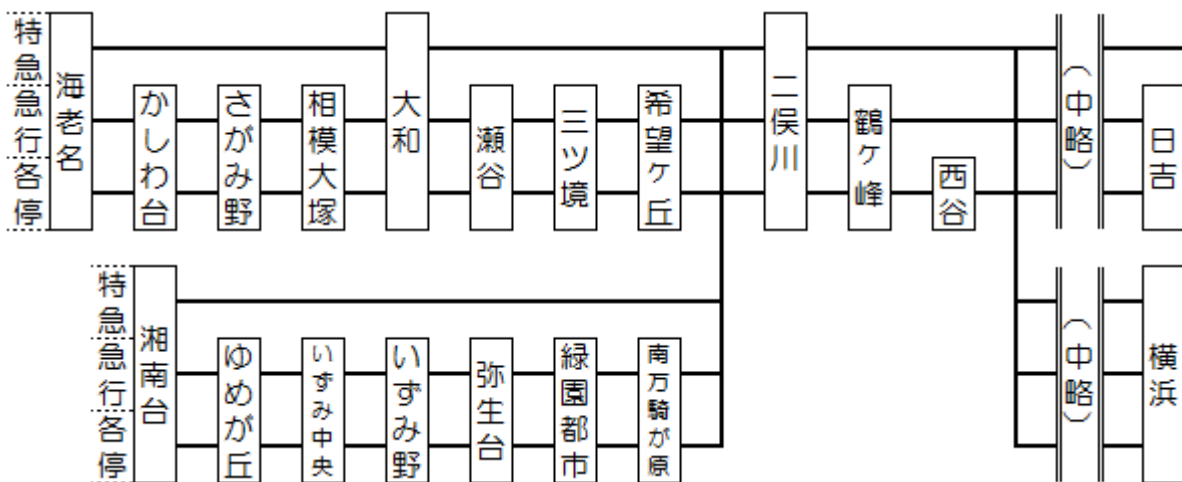 特急
急行
各停
海老名
かしわ台
さがみ野
相模大塚
大和
瀬谷
三ツ境
希望ヶ丘
二俣川
鶴ヶ峰
西谷
(中略)
日吉
特急
急行
各停
湘南台
ゆめが丘
いずみ中央
いずみ野
弥生台
緑園都市
南万騎が原
(中略)
横浜